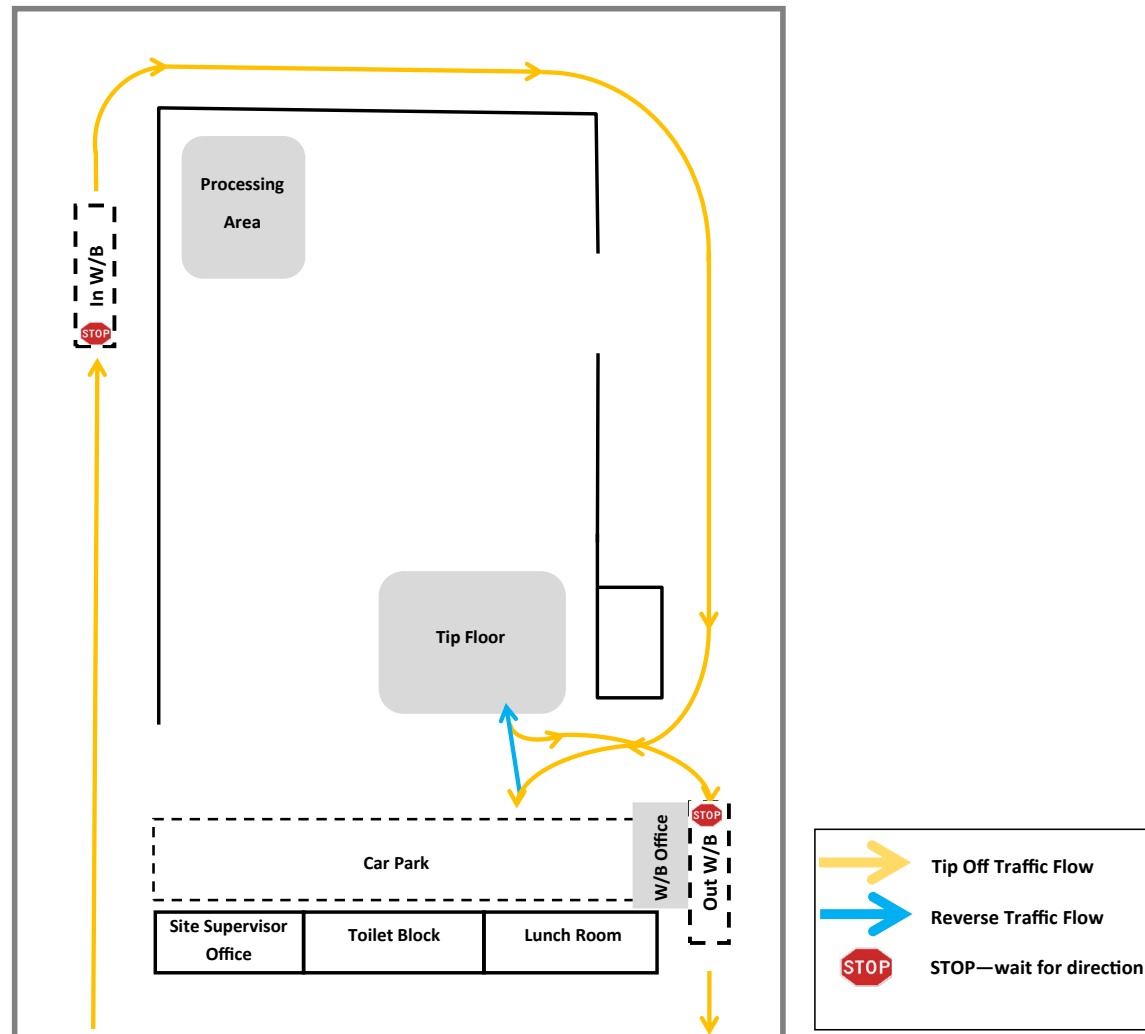 Processing
Area
In W/B
STOP
Tip Floor
STOP
Car Park
W/B Office
Out W/B
Site Supervisor
Office
Toilet Block
Lunch Room
Tip Off Traffic Flow
Reverse Traffic Flow
STOP
STOP—wait for direction